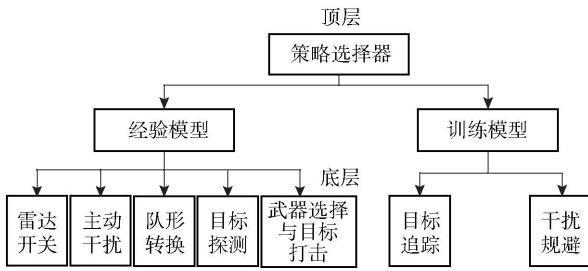 顶层
策略选择器
经验模型
训练模型
底层
雷达
开关
主动
干扰
队形
转换
目标
探测
武器选择
与目标
打击
目标
追踪
干扰
规避